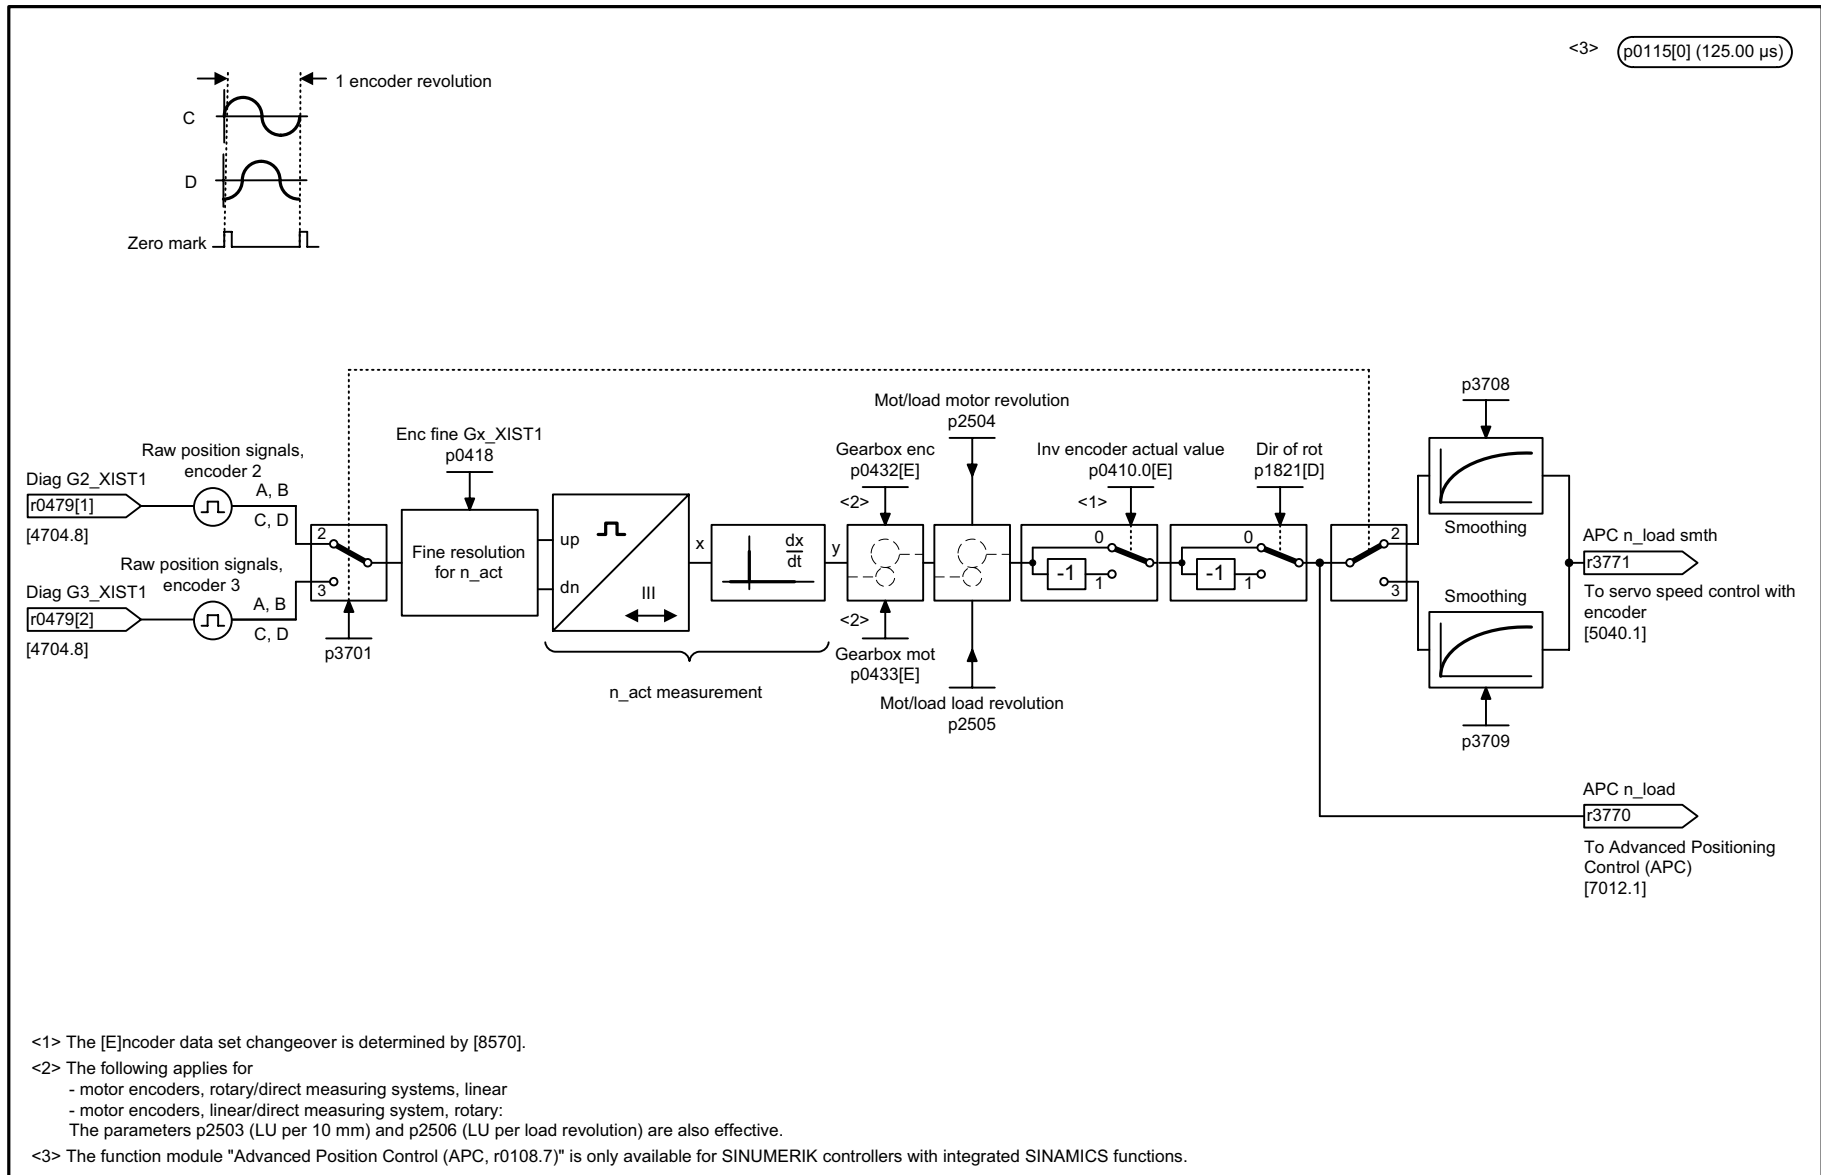 <3> p0115[0] (125.00 µs)
1 encoder revolution
C
D
Zero mark
Diag G2_XIST1
r0479[1]
[4704.8]
Raw position signals,
encoder 2
A, B
C, D
Diag G3_XIST1
r0479[2]
[4704.8]
Raw position signals,
encoder 3
A, B
C, D
2
3
p3701
Enc fine Gx_XIST1
p0418
Fine resolution
for n_act
up
dn
III
x
dx
dt
y
n_act measurement
Gearbox enc
p0432[E]
<2>
<2>
Gearbox mot
p0433[E]
Mot/load motor revolution
p2504
Mot/load load revolution
p2505
Inv encoder actual value
p0410.0[E]
<1>
0
-1
1
Dir of rot
p1821[D]
0
-1
1
2
3
p3708
Smoothing
Smoothing
p3709
APC n_load smth
r3771
To servo speed control with
encoder
[5040.1]
APC n_load
r3770
To Advanced Positioning
Control (APC)
[7012.1]
<1> The [E]ncoder data set changeover is determined by [8570].
<2> The following applies for
- motor encoders, rotary/direct measuring systems, linear
- motor encoders, linear/direct measuring system, rotary:
The parameters p2503 (LU per 10 mm) and p2506 (LU per load revolution) are also effective.
<3> The function module "Advanced Position Control (APC, r0108.7)" is only available for SINUMERIK controllers with integrated SINAMICS functions.